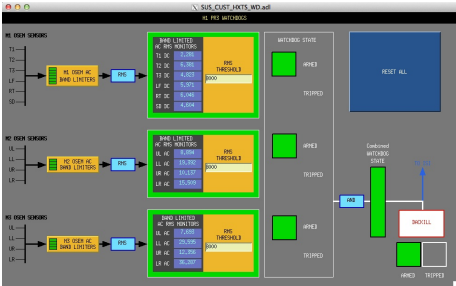 SUS_CUST_HXTS_WD.adl
H1 PR3 WATCHDOGS
M1 OSEM SENSORS
T1
T2
T3
LF
RT
SD
M1 OSEM AC
BAND LIMITERS
RMS
BAND LIMITED
AC RMS MONITORS
T1 DC
T2 DC
T3 DC
LF DC
RT DC
SD DC
RMS
THRESHOLD
8000
WATCHDOG STATE
ARMED
TRIPPED
RESET ALL
M2 OSEM SENSORS
UL
LL
UR
LR
M2 OSEM AC
BAND LIMITERS
RMS
BAND LIMITED
AC RMS MONITORS
UL AC
LL AC
UR AC
LR AC
RMS
THRESHOLD
8000
ARMED
TRIPPED
Combined
WATCHDOG
STATE
AND
M3 OSEM SENSORS
UL
LL
UR
LR
M3 OSEM AC
BAND LIMITERS
RMS
BAND LIMITED
AC RMS MONITORS
UL AC
LL AC
UR AC
LR AC
RMS
THRESHOLD
8000
ARMED
TRIPPED
DACKILL
ARMED
TRIPPED